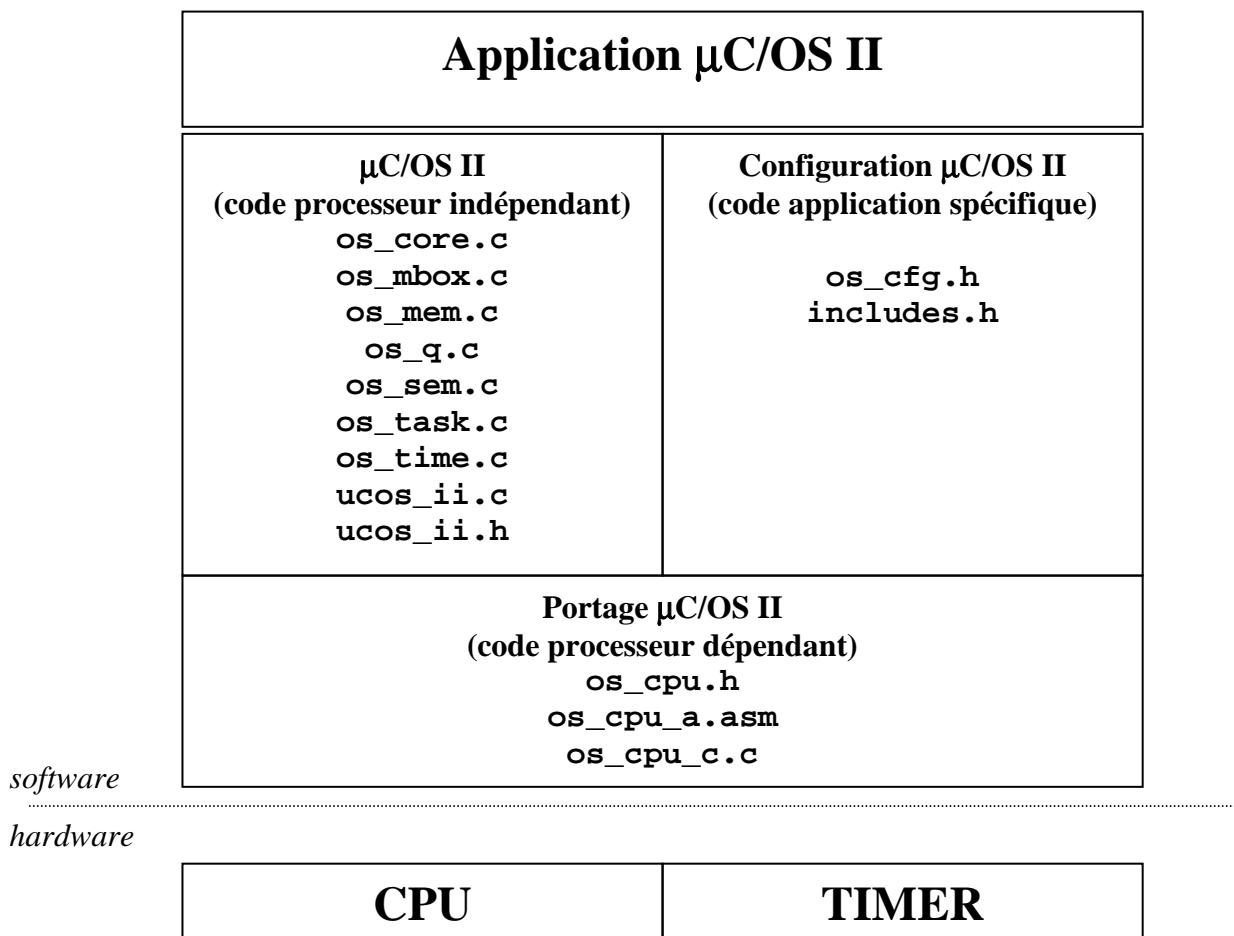 Application µC/OS II
µC/OS II
(code processeur indépendant)
os_core.c
os_mbox.c
os_mem.c
os_q.c
os_sem.c
os_task.c
os_time.c
ucos_ii.c
ucos_ii.h
Configuration µC/OS II
(code application spécifique)
os_cfg.h
includes.h
Portage µC/OS II
(code processeur dépendant)
os_cpu.h
os_cpu_a.asm
os_cpu_c.c
software
hardware
CPU
TIMER